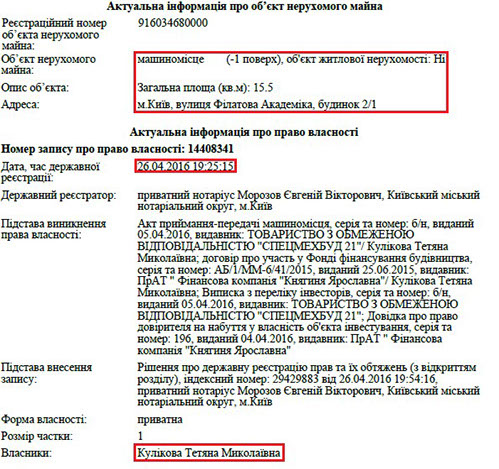 Актуальна інформація про об’єкт нерухомого майна
Реєстраційний номер 916034680000
об’єкта нерухомого
майна:
Об’єкт нерухомого машиномісце (-1 поверх), об'єкт житлової нерухомості: Ні
майна:
Опис об’єкта: Загальна площа (кв.м): 15.5
Адреса: м.Київ, вулиця Філатова Академіка, будинок 2/1
Актуальна інформація про право власності
Номер запису про право власності: 14408341
Дата, час державної 26.04.2016 19:25:15
реєстрації:
Державний реєстратор: приватний нотаріус Морозов Євгеній Вікторович, Київський міський
нотаріальний округ, м.Київ
Підстава виникнення Акт приймання-передачі машиномісця, серія та номер: б/н, виданий
права власності: 05.04.2016, видавник: ТОВАРИСТВО З ОБМЕЖЕНОЮ
ВІДПОВІДАЛЬНІСТЮ "СПЕЦМЕХБУД 21"/ Кулікова Тетяна
Миколаївна; договір про участь у Фонді фінансування будівництва,
серія та номер: АБ/1/ММ-6/41/2015, виданий 25.06.2015, видавник:
ПрАТ " Фінансова компанія "Княгиня Ярославна"/ Кулікова Тетяна
Миколаївна; Виписка з переліку інвесторів, серія та номер: б/н,
виданий 05.04.2016, видавник: ТОВАРИСТВО З ОБМЕЖЕНОЮ
ВІДПОВІДАЛЬНІСТЮ "СПЕЦМЕХБУД 21"; Довідка про право
довірителя на набуття у власність об'єкта інвестування, серія та
номер: 196, виданий 04.04.2016, видавник: ПрАТ " Фінансова
компанія "Княгиня Ярославна"
Підстава внесення Рішення про державну реєстрацію прав та їх обтяжень (з відкриттям
запису: розділу), індексний номер: 29429883 від 26.04.2016 19:54:16,
приватний нотаріус Морозов Євгеній Вікторович, Київський міський
нотаріальний округ, м.Київ
Форма власності: приватна
Розмір частки: 1
Власники: Кулікова Тетяна Миколаївна